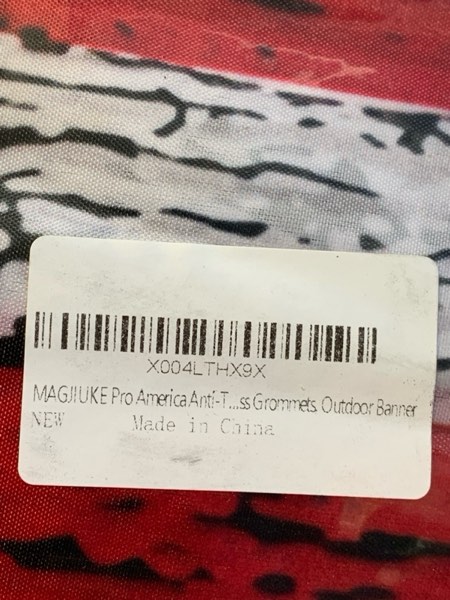 X004LTHX9X
MAGJIUKE Pro America Anti-T...ss Grommets. Outdoor Banner
NEW Made in China